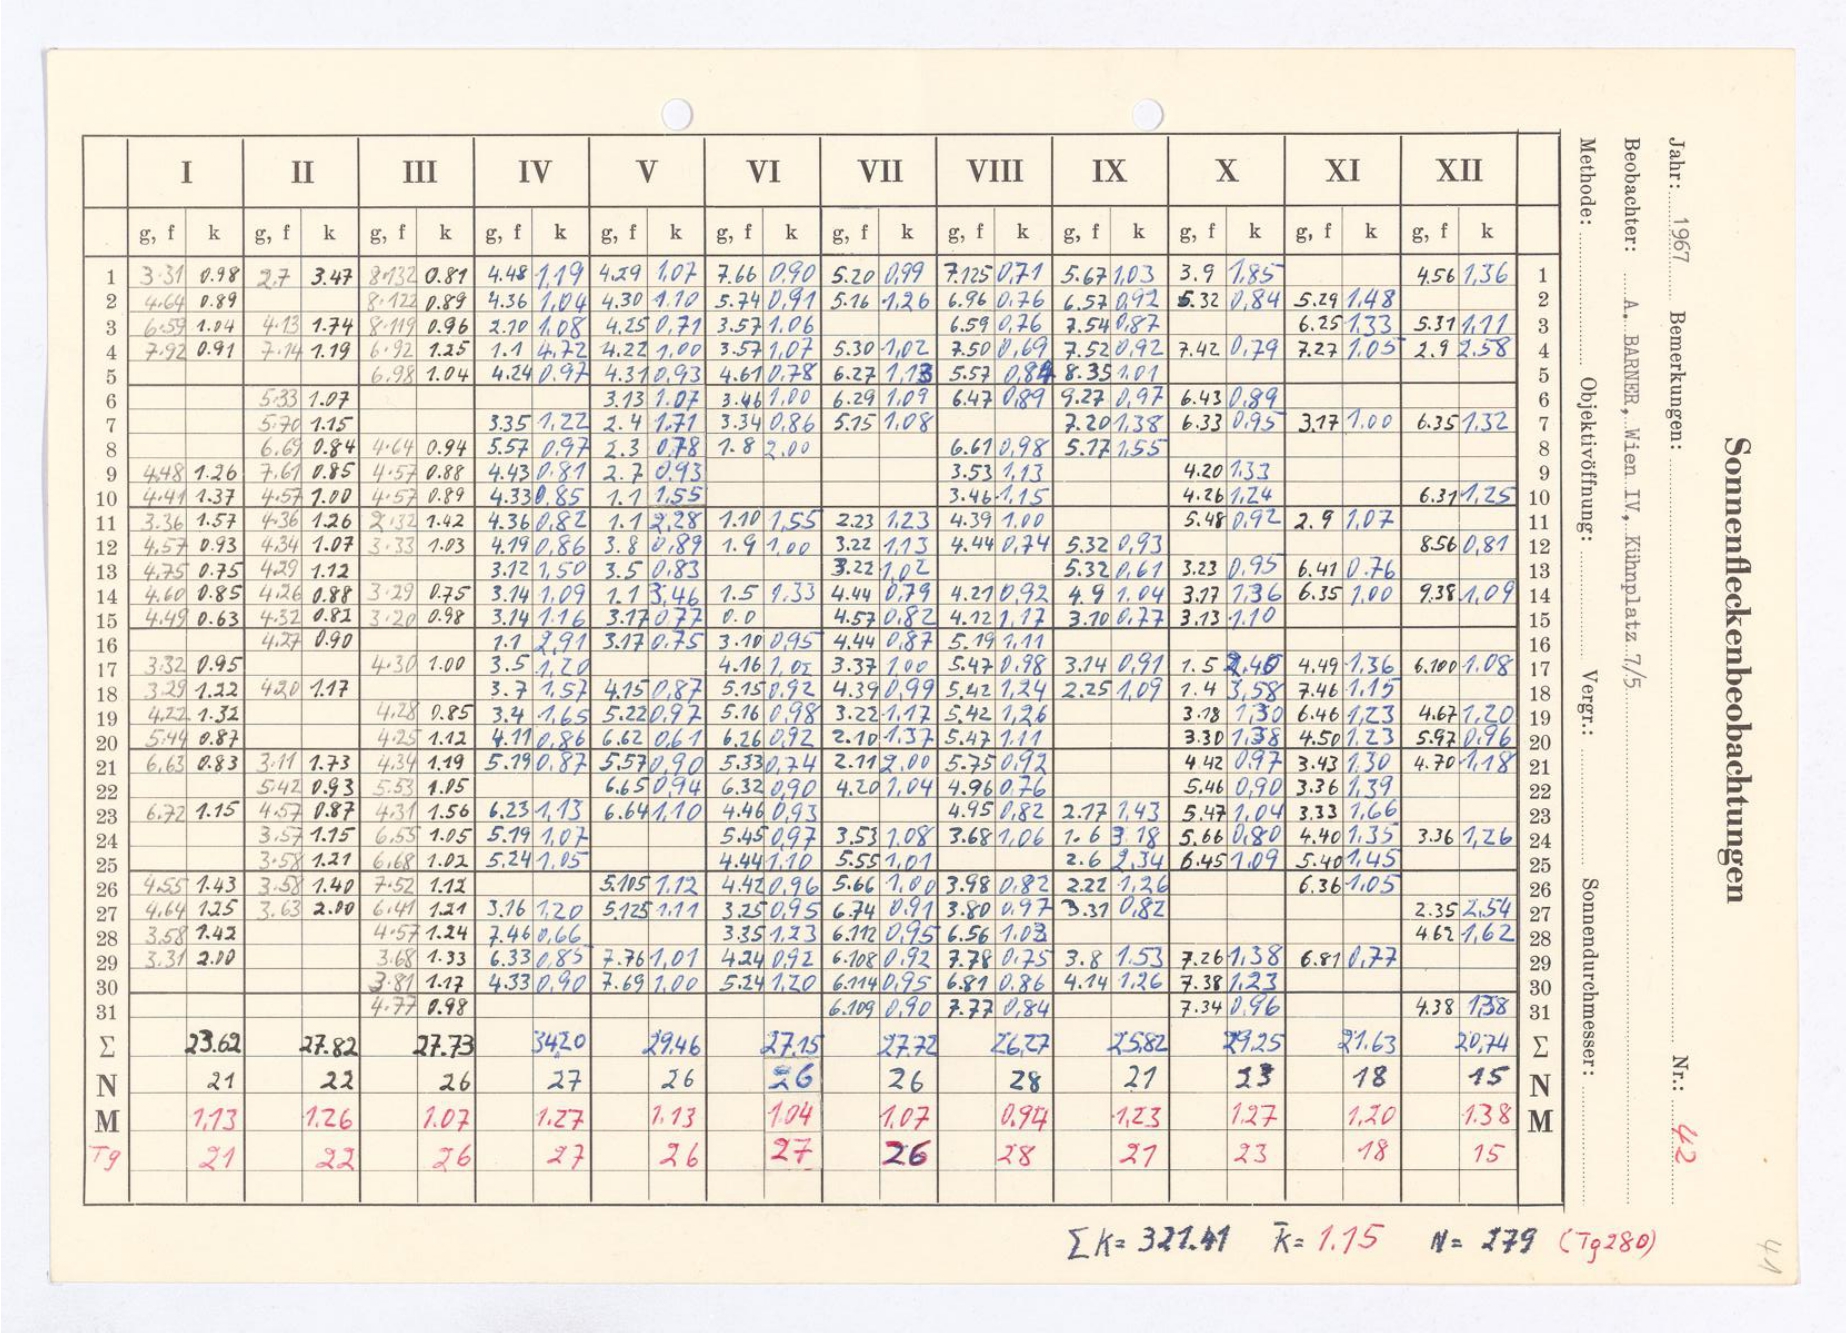 Sonnenfleckenbeobachtungen
Jahr: 1967 Bemerkungen: Nr.: 42
Beobachter: A. BARNER, Wien IV, Kühnplatz 7/5
Methode: Objektivöffnung: Vergr.: Sonnendurchmesser:
I II III IV V VI VII VIII IX X XI XII
g, f k g, f k g, f k g, f k g, f k g, f k g, f k g, f k g, f k g, f k g, f k g, f k
1 3.31 0.98 2.7 3.47 8.132 0.81 4.48 1,19 4.29 1,07 7.66 0,90 5.20 0,99 7.125 0,71 5.67 1,03 3.9 1,85 4.56 1,36 1
2 4.64 0.89 8.122 0.89 4.36 1,04 4.30 1.10 5.74 0,91 5.16 1,26 6.96 0,76 6.57 0,92 5.32 0,84 5.29 1,48 2
3 6.59 1.04 4.13 1.74 8.119 0.96 2.10 1,08 4.25 0,71 3.57 1,06 6.59 0,76 7.54 0,87 6.25 1,33 5.31 1,11 3
4 7.92 0.91 7.14 1.19 6.92 1.25 1.1 4,72 4.22 1,00 3.57 1,07 5.30 1,02 7.50 0,69 7.52 0,92 7.42 0,79 7.27 1,05 2.9 2,58 4
5 6.98 1.04 4.24 0.97 4.31 0,93 4.61 0,78 6.27 1,13 5.57 0,84 8.35 1.01 5
6 5.33 1.07 3.13 1.07 3.46 1,00 6.29 1,09 6.47 0,89 9.27 0,97 6.43 0,89 6
7 5.70 1.15 3.35 1,22 2.4 1,71 3.34 0,86 5.15 1,08 7.20 1,38 6.33 0,95 3.17 1,00 6.35 1,32 7
8 6.69 0.84 4.64 0.94 5.57 0,97 2.3 0,78 1.8 2,00 6.61 0,98 5.17 1,55 8
9 4.48 1.26 7.61 0.85 4.57 0.88 4.43 0,81 2.7 0,93 3.53 1,13 4.20 1,33 9
10 4.41 1.37 4.57 1.00 4.57 0.89 4.33 0,85 1.1 1,55 3.46 1,15 4.26 1,24 6.31 1,25 10
11 3.36 1.57 4.36 1.26 2.32 1.42 4.36 0,82 1.1 2,28 1.10 1,55 2.23 1,23 4.39 1,00 5.48 0,92 2.9 1,07 11
12 4.57 0.93 4.34 1.07 3.33 1.03 4.19 0,86 3.8 0,89 1.9 1,00 3.22 1,13 4.44 0,74 5.32 0,93 8.56 0,81 12
13 4.75 0.75 4.29 1.12 3.12 1,50 3.5 0,83 3.22 1,02 5.32 0,61 3.23 0,95 6.41 0.76 13
14 4.60 0.85 4.26 0.88 3.29 0.75 3.14 1,09 1.1 3,46 1.5 1.33 4.44 0,79 4.21 0,92 4.9 1.04 3.17 1,36 6.35 1,00 9.38 1,09 14
15 4.49 0.63 4.32 0.82 3.20 0.98 3.14 1.16 3.17 0,77 0.0 4.57 0,82 4.12 1,17 3.10 0,77 3.13 1.10 15
16 4.27 0.90 1.1 2,91 3.17 0.75 3.10 0,95 4.44 0,87 5.19 1,11 16
17 3.32 0.95 4.30 1.00 3.5 1,20 4.16 1,02 3.37 1,00 5.47 0,98 3.14 0,91 1.5 2,46 4.49 1,36 6.100 1.08 17
18 3.29 1.22 4.20 1.17 3.7 1,57 4.15 0,87 5.15 0,92 4.39 0,99 5.42 1,24 2.25 1,09 1.4 3,58 7.46 1,15 18
19 4.22 1.32 4.28 0.85 3.4 1,65 5.22 0,97 5.16 0,98 3.22 1,17 5.42 1,26 3.18 1,30 6.46 1,23 4.67 1,20 19
20 5.44 0.87 4.25 1.12 4.11 0,86 6.62 0,61 6.26 0,92 2.10 1,37 5.47 1.11 3.30 1,38 4.50 1,23 5.97 0,96 20
21 6.63 0.83 3.11 1.73 4.34 1.19 5.19 0,87 5.57 0,90 5.33 0,74 2.11 2,00 5.75 0,92 4.42 0,97 3.43 1,30 4.70 1,18 21
22 5.42 0.93 5.53 1.05 6.65 0,94 6.32 0,90 4.20 1,04 4.96 0,76 5.46 0,90 3.36 1,39 22
23 6.72 1.15 4.57 0.87 4.31 1.56 6.23 1,13 6.64 1,10 4.46 0,93 4.95 0,82 2.17 1,43 5.47 1,04 3.33 1,66 23
24 3.57 1.15 6.55 1.05 5.19 1,07 5.45 0,97 3.53 1,08 3.68 1,06 1.6 3,18 5.66 0,80 4.40 1,35 3.36 1,26 24
25 3.58 1.21 6.68 1.02 5.24 1.05 4.44 1,10 5.55 1,01 2.6 2,34 6.45 1,09 5.40 1,45 25
26 4.55 1.43 3.58 1.40 7.52 1.12 5.105 1,12 4.42 0,96 5.66 1,00 3.98 0,82 2.22 1,26 6.36 1,05 26
27 4.64 1.25 3.63 2.00 6.41 1.21 3.16 1,20 5.125 1,11 3.25 0,95 6.74 0.91 3.80 0,97 3.31 0,82 2.35 2,54 27
28 3.58 1.42 4.57 1.24 7.46 0,66 3.35 1,23 6.112 0,95 6.56 1.03 4.62 1,62 28
29 3.31 2.00 3.68 1.33 6.33 0,85 7.76 1,01 4.24 0,92 6.108 0,92 7.78 0,75 3.8 1.53 7.26 1,38 6.81 0,77 29
30 3.81 1.17 4.33 0,90 7.69 1.00 5.24 1,20 6.114 0,95 6.81 0,86 4.14 1,26 7.38 1,23 30
31 4.77 0.98 6.109 0,90 7.77 0,84 7.34 0,96 4.38 1,38 31
Σ 23.62 27.82 27.73 34,20 29.46 27,15 27.72 26,27 25,82 29,25 21.63 20,74 Σ
N 21 22 26 27 26 26 26 28 21 23 18 15 N
M 1,13 1.26 1.07 1.27 1.13 1.04 1.07 0.94 1,23 1.27 1,20 1.38 M
Tg 21 22 26 27 26 27 26 28 21 23 18 15
Σ k = 321.41 k̄ = 1.15 N = 279 (Tg 280)
41